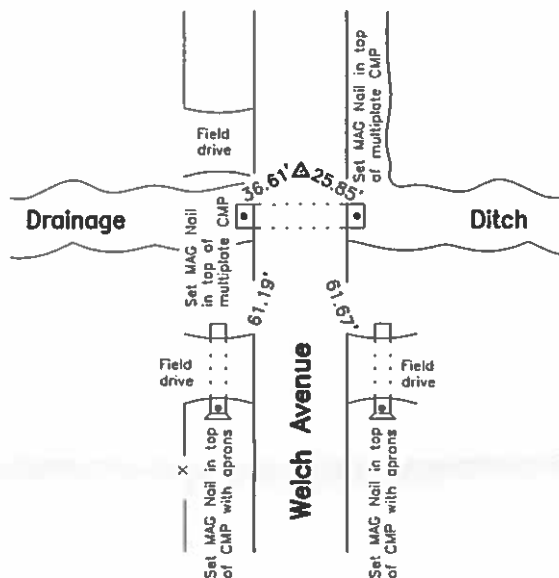 Set MAG Nail in top
of multiplate CMP
Field
drive
36.61'
25.85'
Drainage
Ditch
Set MAG Nail
in top of
multiplate CMP
61.19'
61.67'
Field
drive
Field
drive
Welch Avenue
X
Set MAG Nail in top
of CMP with aprons
Set MAG Nail in top
of CMP with aprons